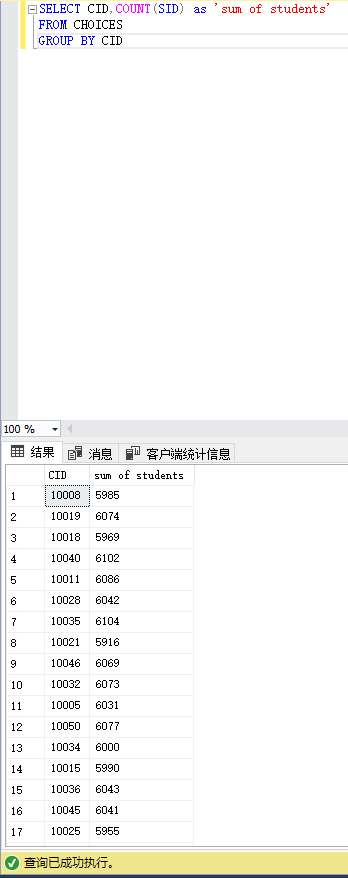 SELECT CID,COUNT(SID) as 'sum of students'
FROM CHOICES
GROUP BY CID
100 %
结果 消息 客户端统计信息
CID sum of students
1 10008 5985
2 10019 6074
3 10018 5969
4 10040 6102
5 10011 6086
6 10028 6042
7 10035 6104
8 10021 5916
9 10046 6069
10 10032 6073
11 10005 6031
12 10050 6077
13 10034 6000
14 10015 5990
15 10036 6043
16 10045 6041
17 10025 5955
查询已成功执行。